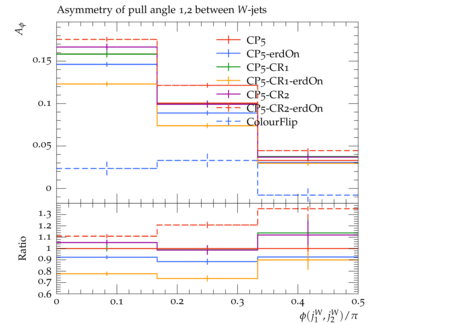 Asymmetry of pull angle 1,2 between W-jets
A_ϕ
CP5
CP5-erdOn
CP5-CR1
CP5-CR1-erdOn
CP5-CR2
CP5-CR2-erdOn
ColourFlip
0.15
0.1
0.05
0
Ratio
1.3
1.2
1.1
1
0.9
0.8
0.7
0.6
0 0.1 0.2 0.3 0.4 0.5
ϕ(j₁ᵂ, j₂ᵂ)/π